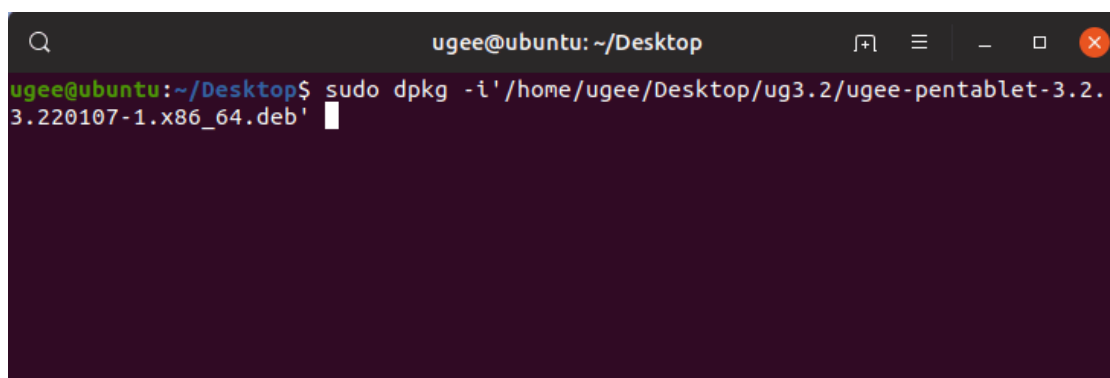 ugee@ubuntu: ~/Desktop
ugee@ubuntu:~/Desktop$ sudo dpkg -i'/home/ugee/Desktop/ug3.2/ugee-pentablet-3.2.
3.220107-1.x86_64.deb'